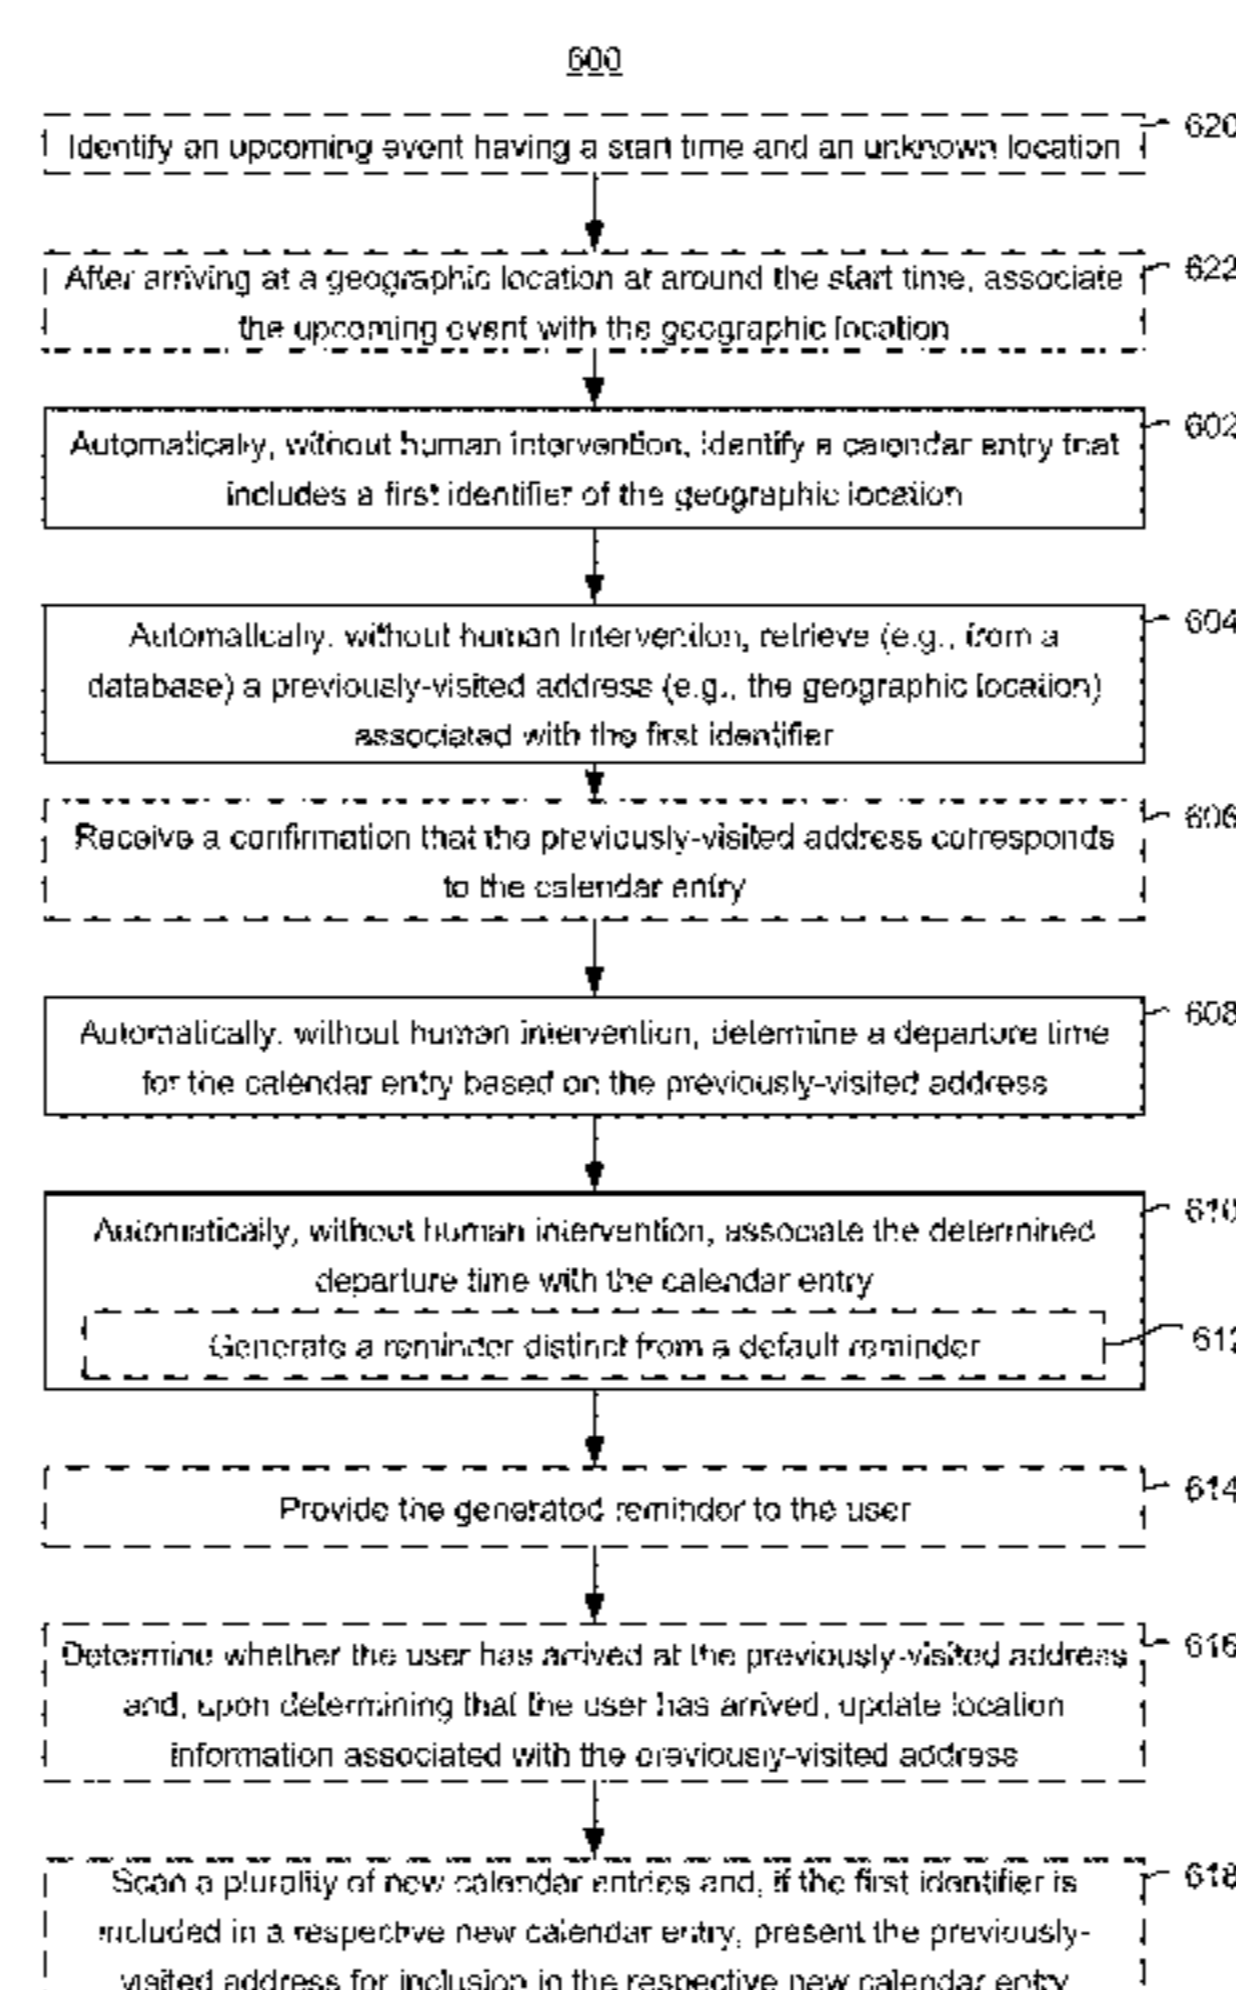 600
620
Identify an upcoming event having a start time and an unknown location
622
After arriving at a geographic location at around the start time, associate
the upcoming event with the geographic location
602
Automatically, without human intervention, identify a calendar entry that
includes a first identifier of the geographic location
604
Automatically, without human intervention, retrieve (e.g., from a
database) a previously-visited address (e.g., the geographic location)
associated with the first identifier
606
Receive a confirmation that the previously-visited address corresponds
to the calendar entry
608
Automatically, without human intervention, determine a departure time
for the calendar entry based on the previously-visited address
610
Automatically, without human intervention, associate the determined
departure time with the calendar entry
Generate a reminder distinct from a default reminder
612
614
Provide the generated reminder to the user
616
Determine whether the user has arrived at the previously-visited address
and, upon determining that the user has arrived, update location
information associated with the previously-visited address
618
Scan a plurality of new calendar entries and, if the first identifier is
included in a respective new calendar entry, present the previously-
visited address for inclusion in the respective new calendar entry